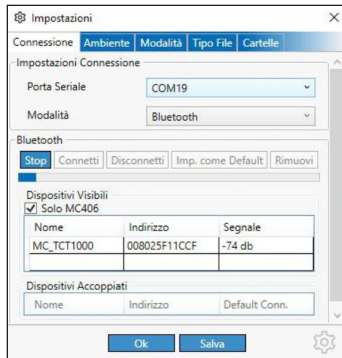 Impostazioni
Connessione Ambiente Modalità Tipo File Cartelle
Impostazioni Connessione
Porta Seriale COM19
Modalità Bluetooth
Bluetooth
Stop Connetti Disconnetti Imp. come Default Rimuovi
Dispositivi Visibili
Solo MC406
Nome Indirizzo Segnale
MC_TCT1000 008025F11CCF -74 db
Dispositivi Accoppiati
Nome Indirizzo Default Conn.
Ok Salva